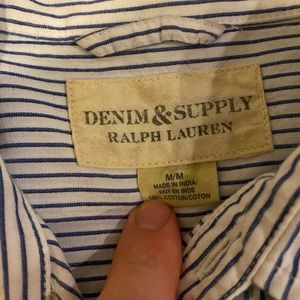 DENIM & SUPPLY
RALPH LAUREN
M/M
MADE IN INDIA/
FAIT EN INDE
100% COTTON/COTON